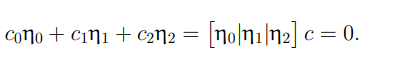 c₀η₀ + c₁η₁ + c₂η₂ = [η₀|η₁|η₂] c = 0.